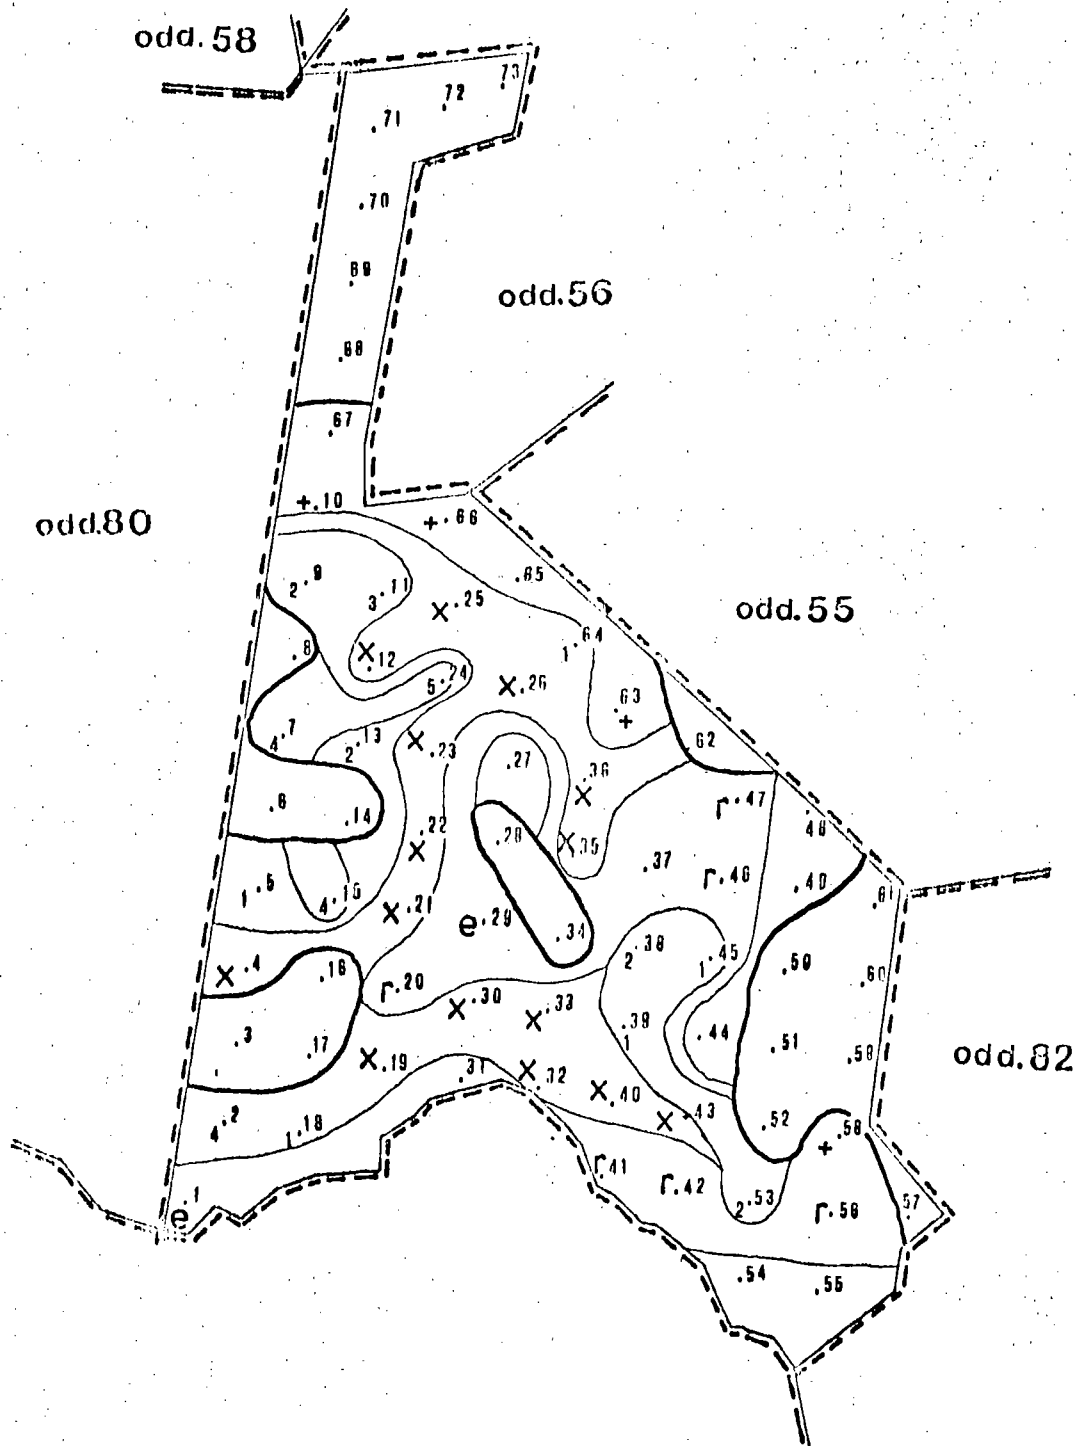 odd.58
73
72
.71
.70
69
odd.56
.68
67
+.10
+.66
odd.80
.65
2 .9
3 .11
X .25
odd.55
1 .64
.8
X .12
5 .24
X .26
.63
+
4 .7
2 .13
X .23
62
.27
.36
X
.6
.14
r.47
.22
X
.28
X .35
.48
.37
r.46
1 .5
4 .15
.49
.61
X .21
e .29
.34
2 .38
1 .45
X .4
.16
.50
.60
r.20
X .30
X .33
.3
.17
.39
1
.44
.51
.59
odd.82
X .19
.31
X .32
X .40
X .43
4 .2
1 .18
.52
+ .58
r.41
r.42
2 .53
r.56
57
.1
e
.54
.55